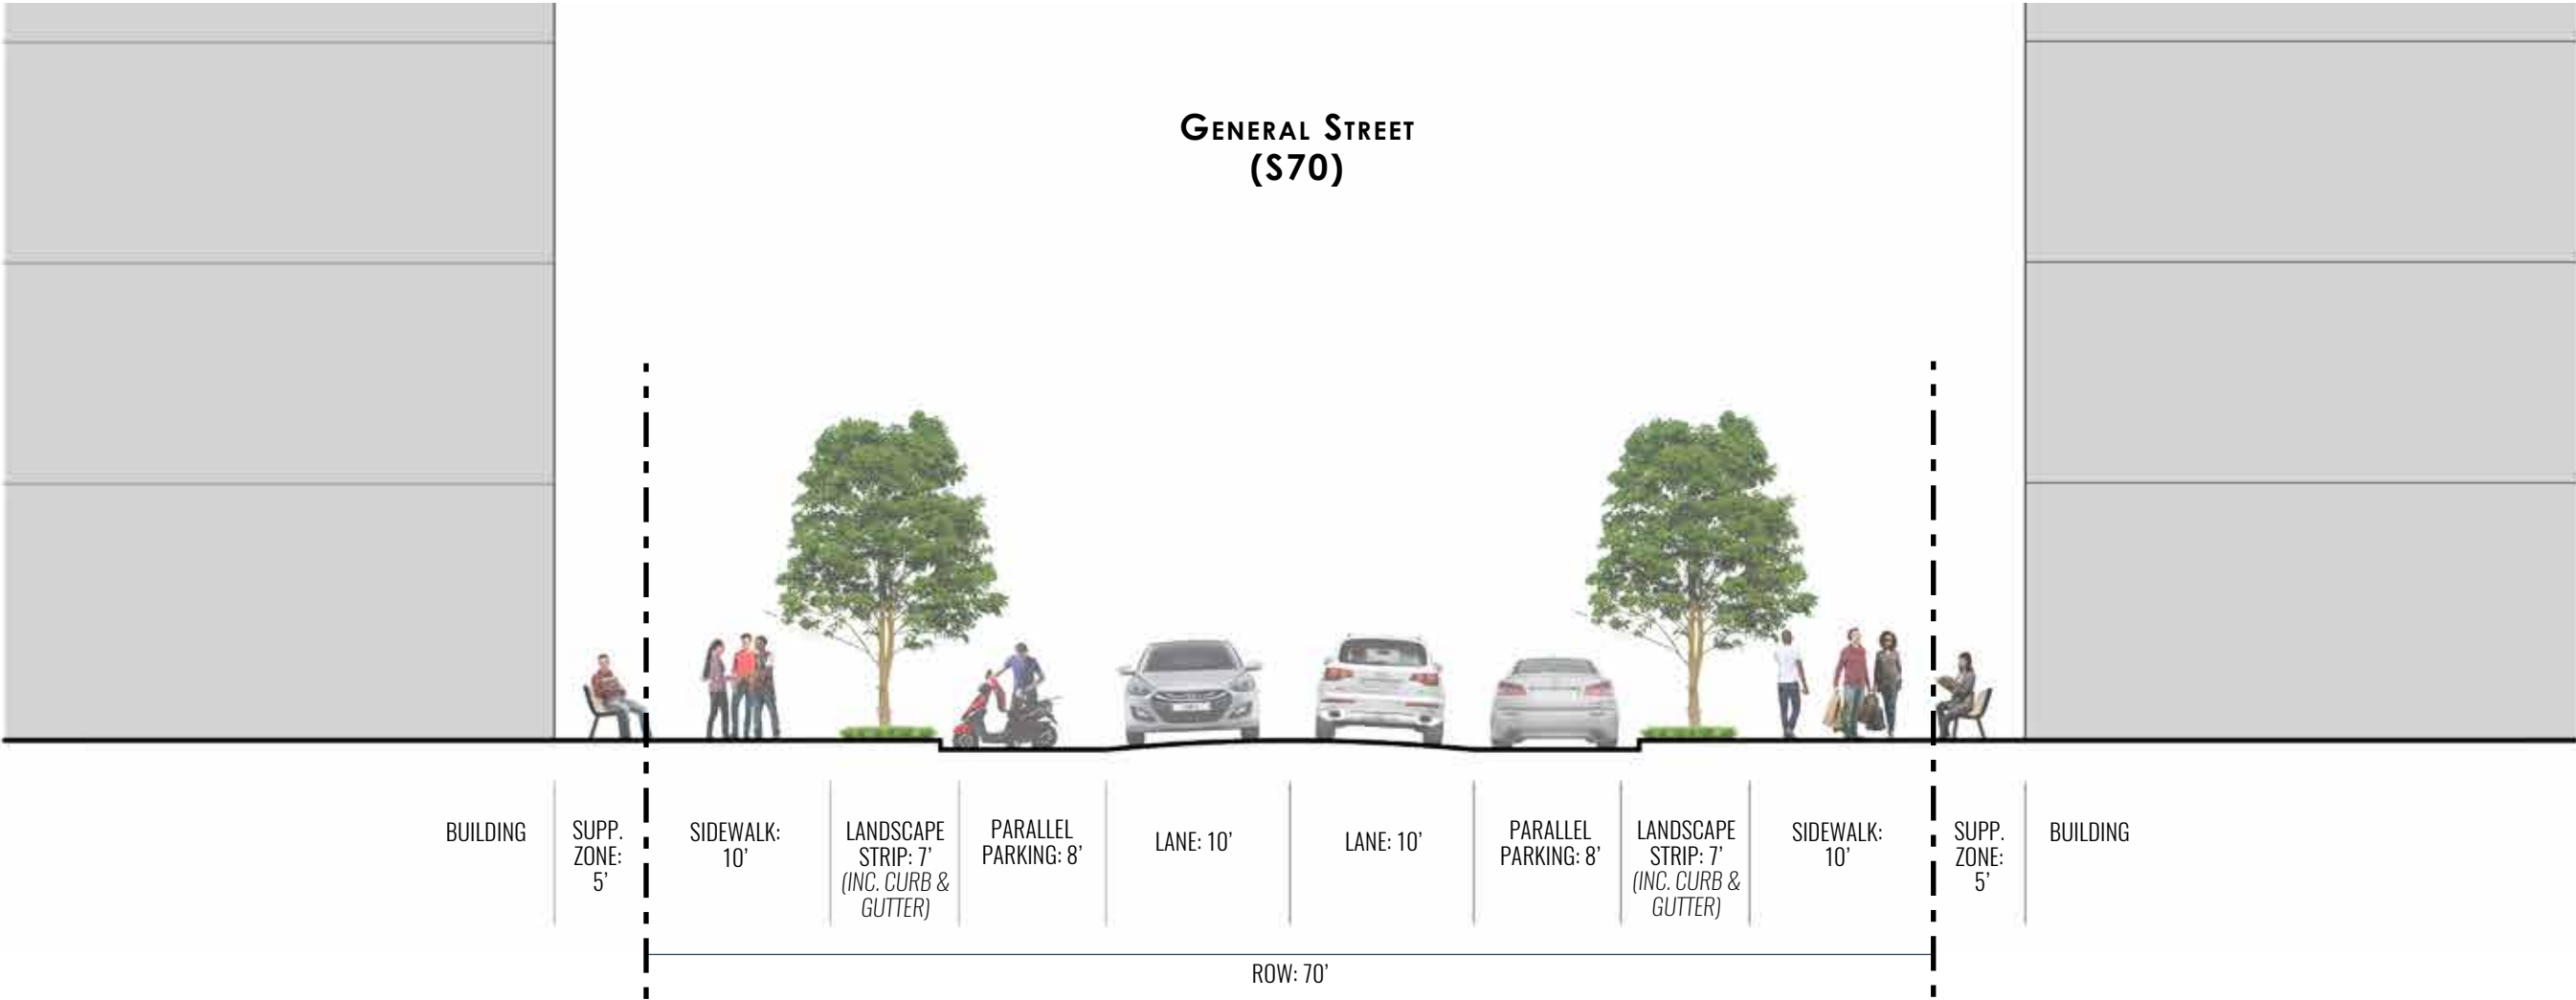 General Street
(S70)
BUILDING
SUPP.
ZONE:
5’
SIDEWALK:
10’
LANDSCAPE
STRIP: 7’
(INC. CURB &
GUTTER)
PARALLEL
PARKING: 8’
LANE: 10’
LANE: 10’
PARALLEL
PARKING: 8’
LANDSCAPE
STRIP: 7’
(INC. CURB &
GUTTER)
SIDEWALK:
10’
SUPP.
ZONE:
5’
BUILDING
ROW: 70’